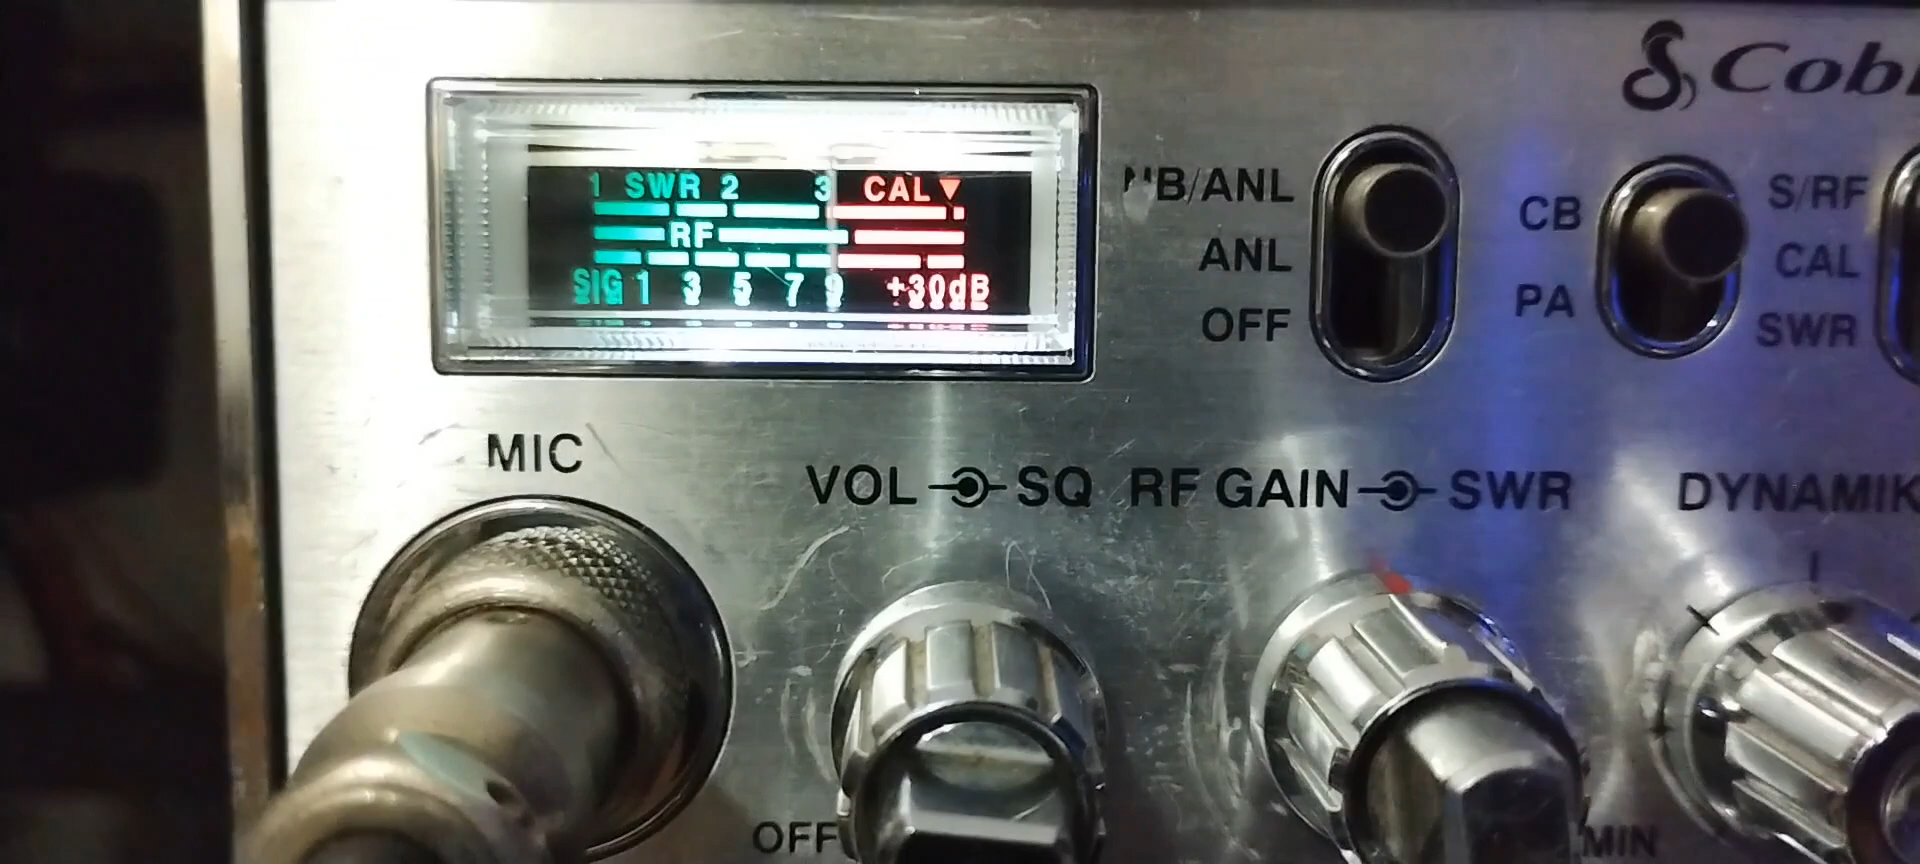 1 SWR 2 3 CAL
RF
SIG 1 3 5 7 9 +30dB
Cob
NB/ANL
ANL
OFF
CB
PA
S/RF
CAL
SWR
MIC
VOL SQ
RF GAIN SWR
DYNAMIK
OFF
MIN